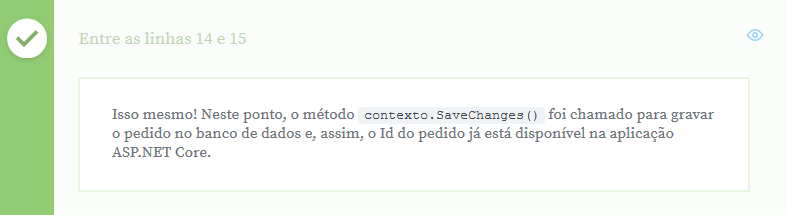 Entre as linhas 14 e 15
Isso mesmo! Neste ponto, o método contexto.SaveChanges() foi chamado para gravar
o pedido no banco de dados e, assim, o Id do pedido já está disponível na aplicação
ASP.NET Core.